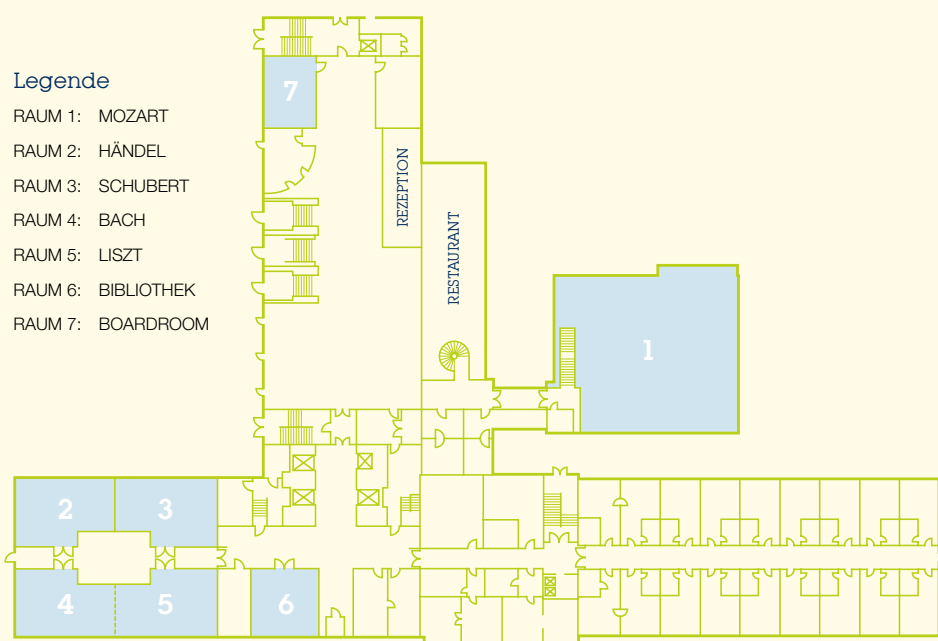 Legende
RAUM 1: MOZART
RAUM 2: HÄNDEL
RAUM 3: SCHUBERT
RAUM 4: BACH
RAUM 5: LISZT
RAUM 6: BIBLIOTHEK
RAUM 7: BOARDROOM
7
REZEPTION
RESTAURANT
1
2
3
4
5
6